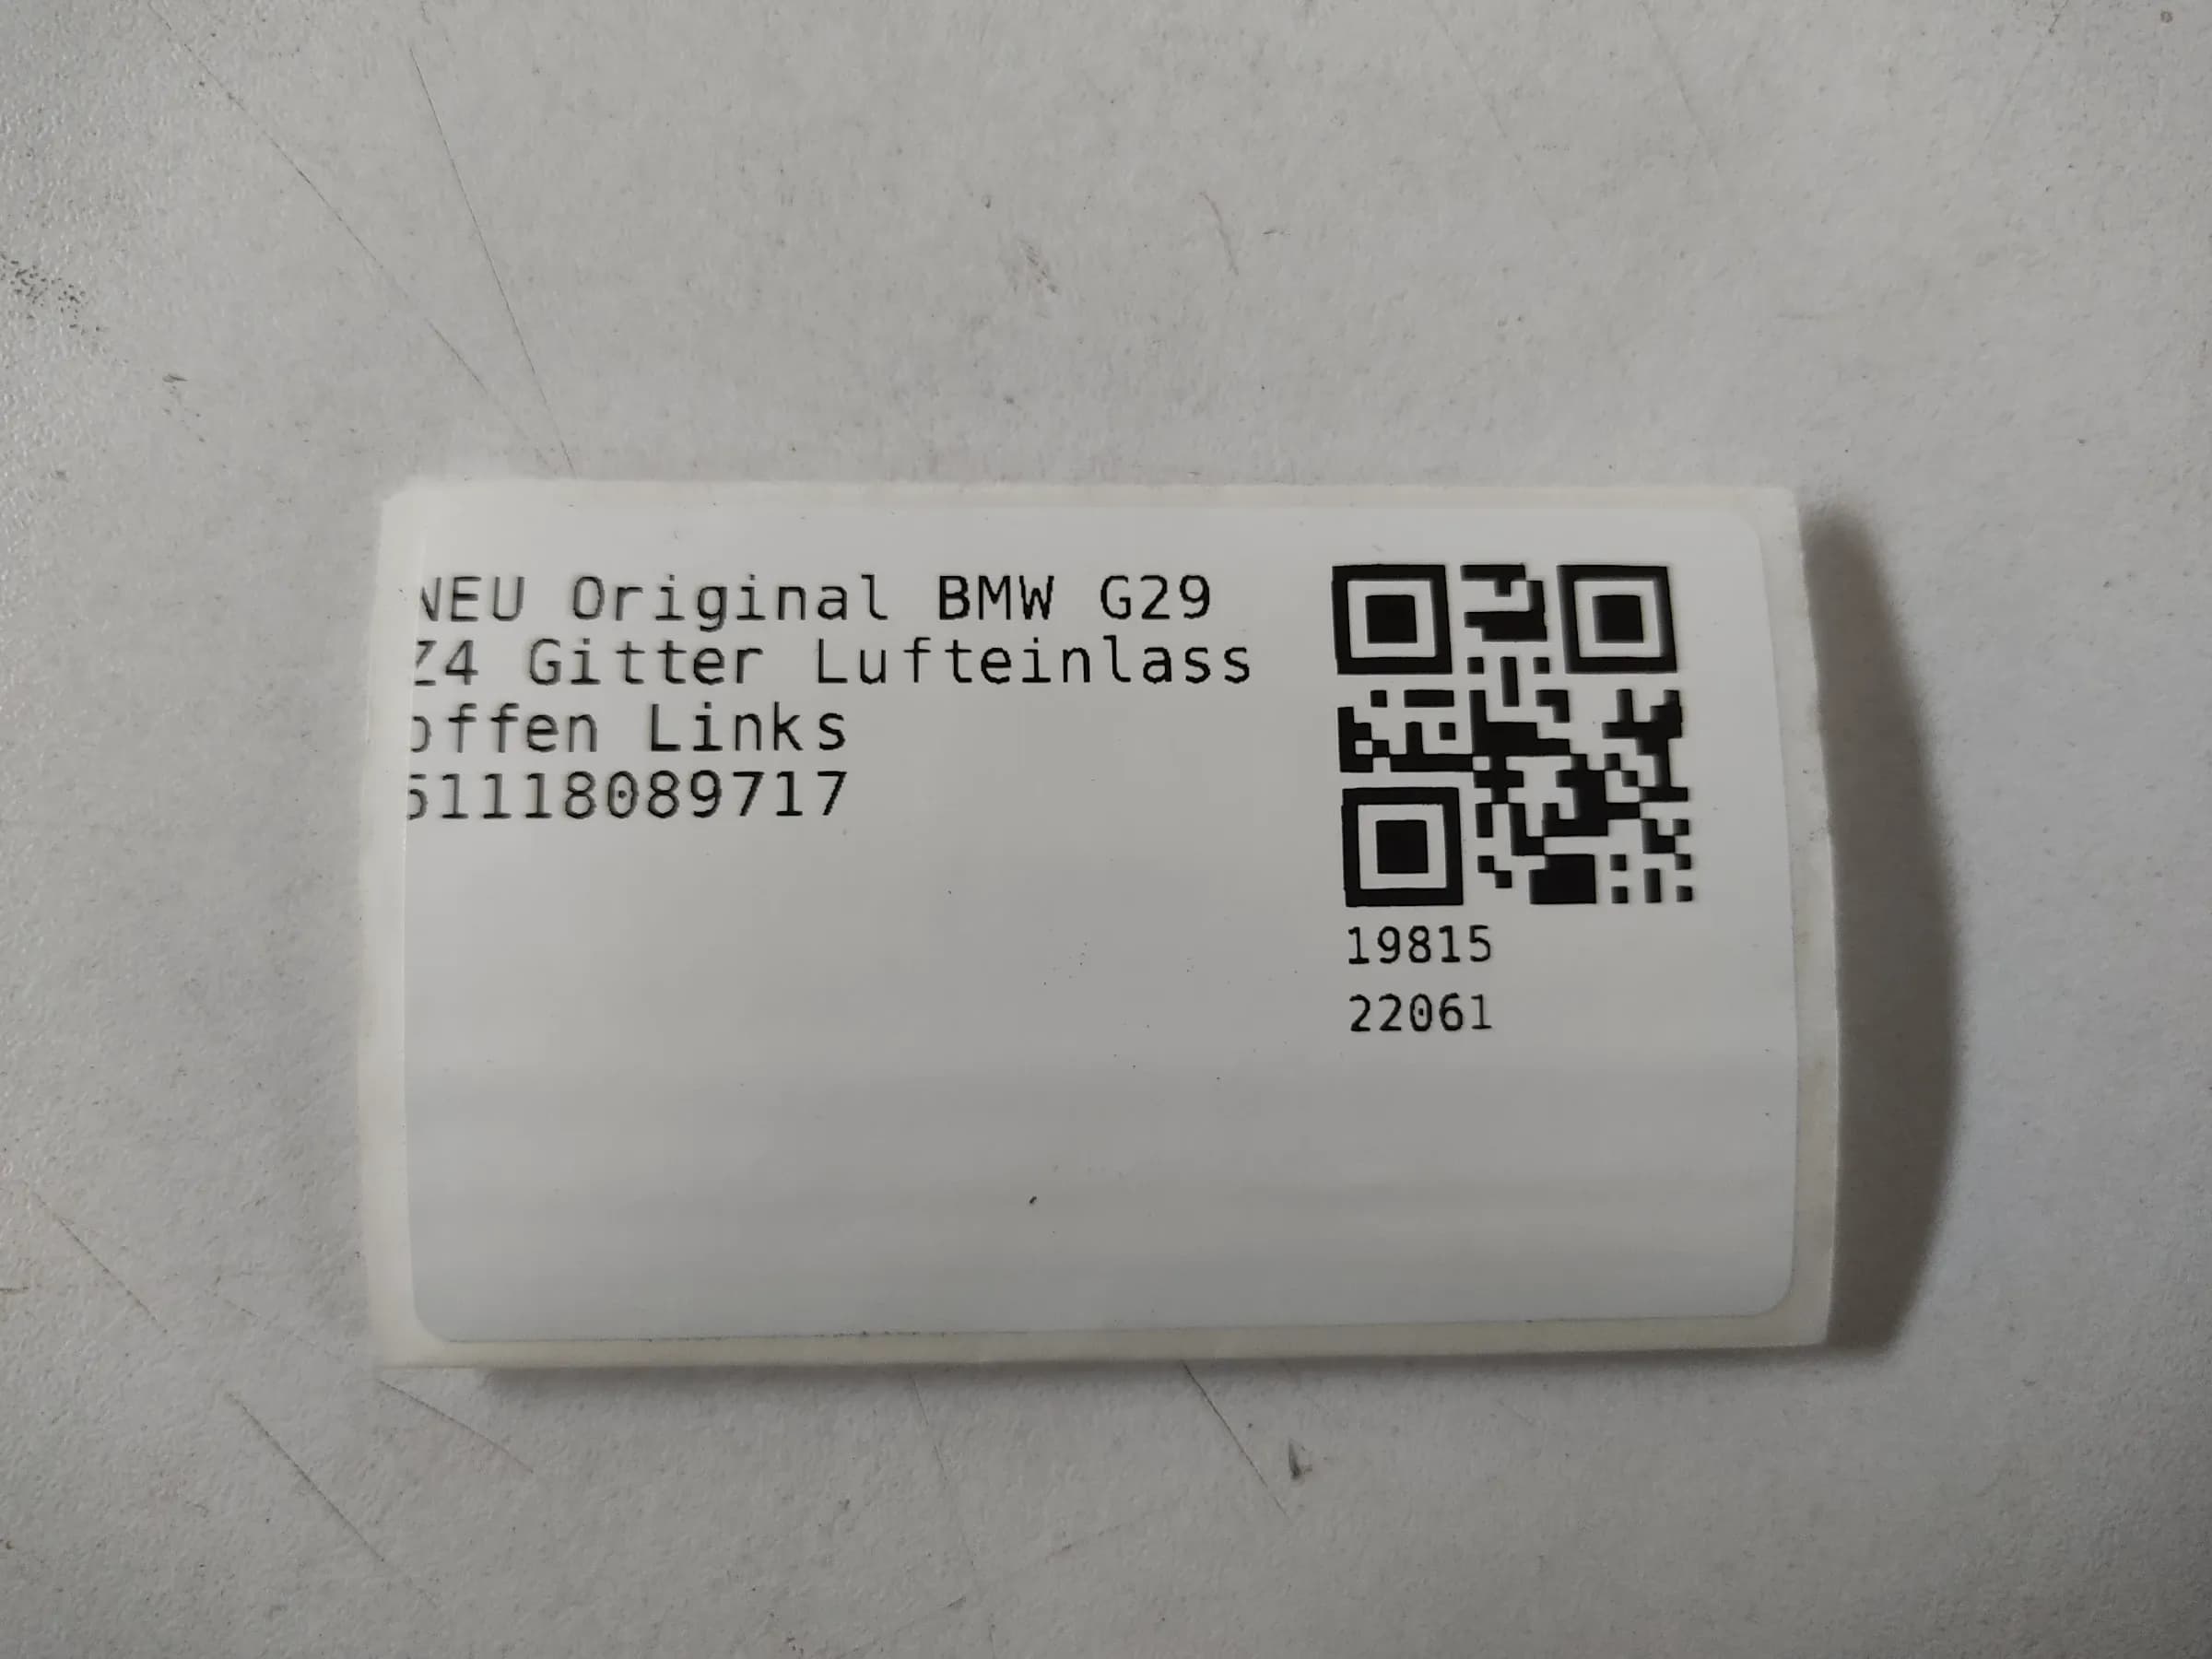 NEU Original BMW G29
Z4 Gitter Lufteinlass
offen Links
51118089717
19815
22061